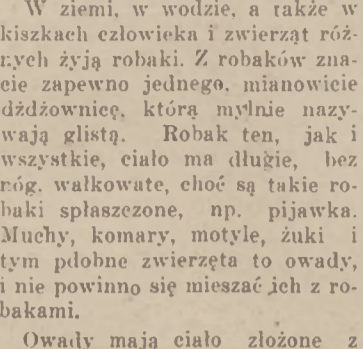 W ziemi, w wodzie, a także w
kiszkach człowieka i zwierząt róż-
nych żyją robaki. Z robaków zna-
cie zapewno jednego, mianowicie
dżdżownicę, którą mylnie nazy-
wają glistą. Robak ten, jak i
wszystkie, ciało ma długie, bez
nóg, wałkowate, choć są takie ro-
baki spłaszczone, np. pijawka.
Muchy, komary, motyle, żuki i
tym pdobne zwierzęta to owady,
i nie powinno się mieszać ich z ro-
bakami.
Owady mają ciało złożone z